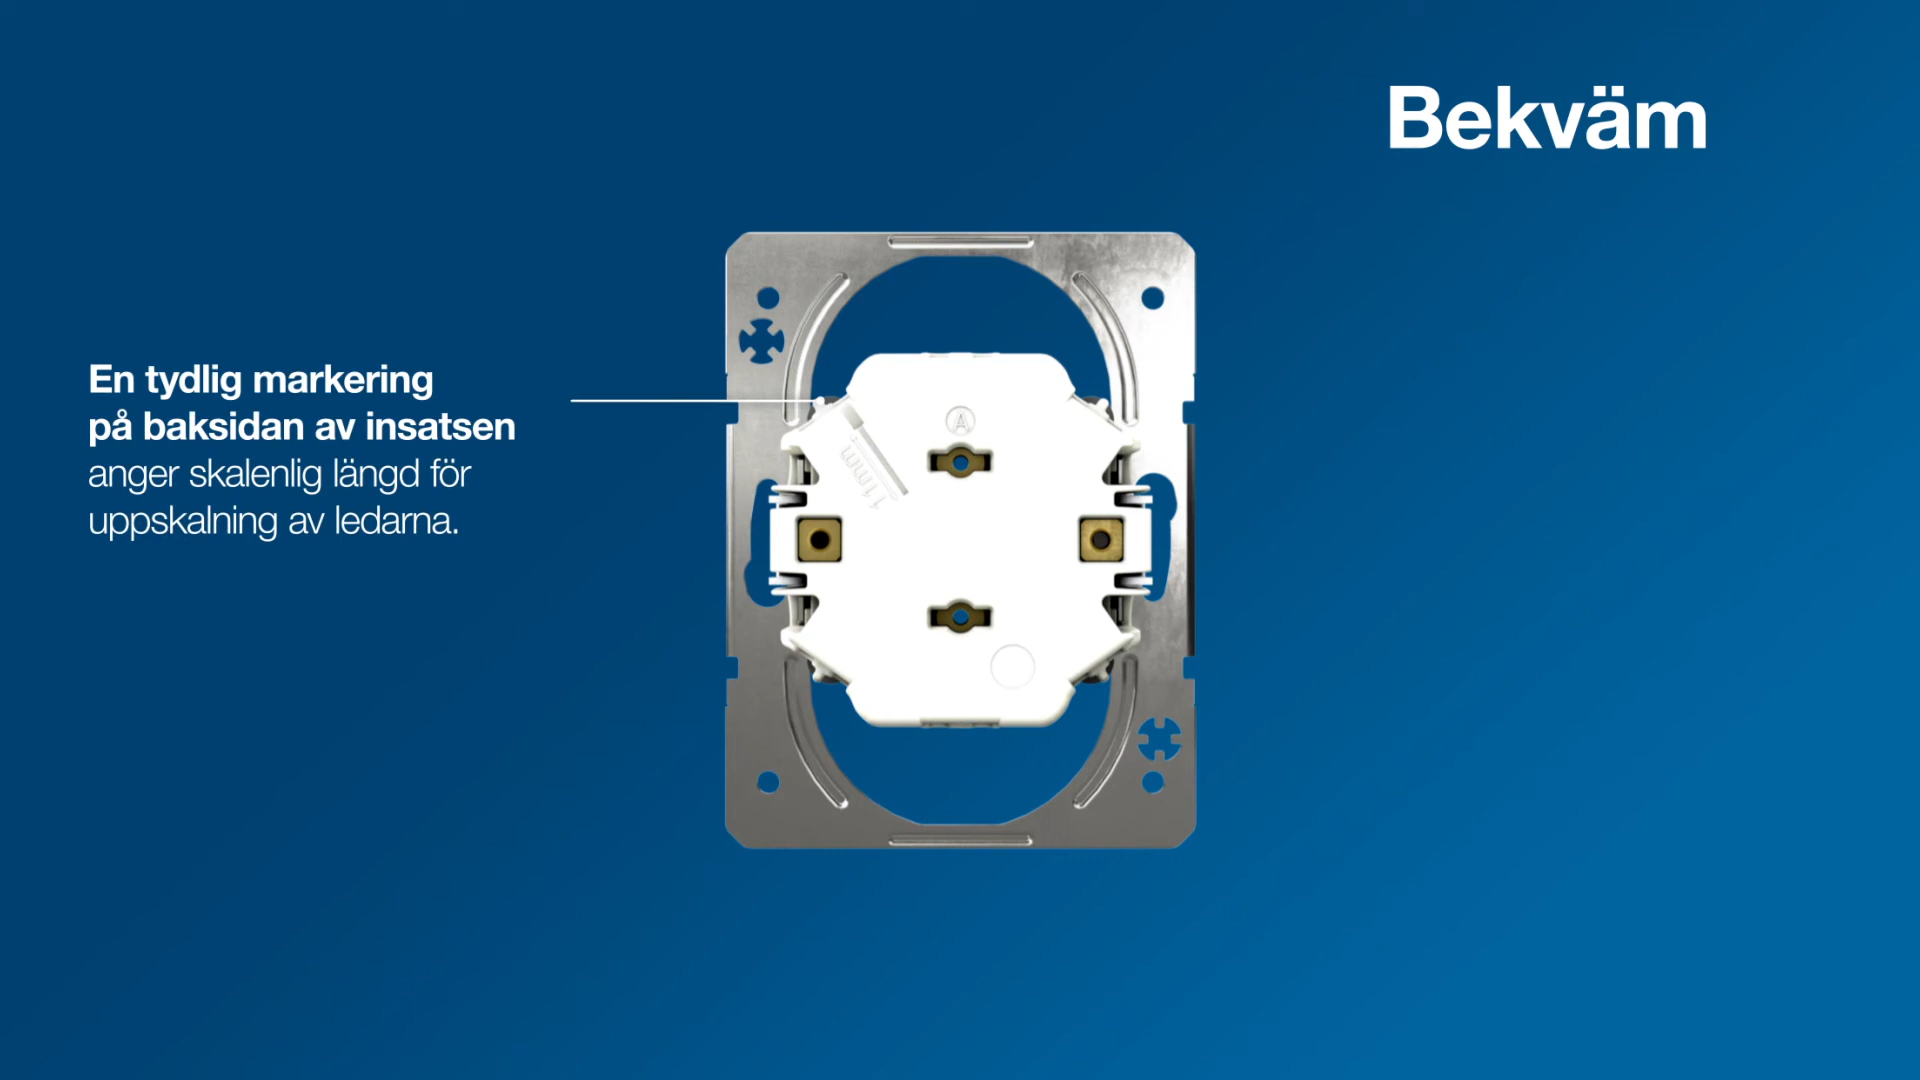 Bekväm
En tydlig markering
på baksidan av insatsen
anger skalenlig längd för
uppskalning av ledarna.
A
11mm